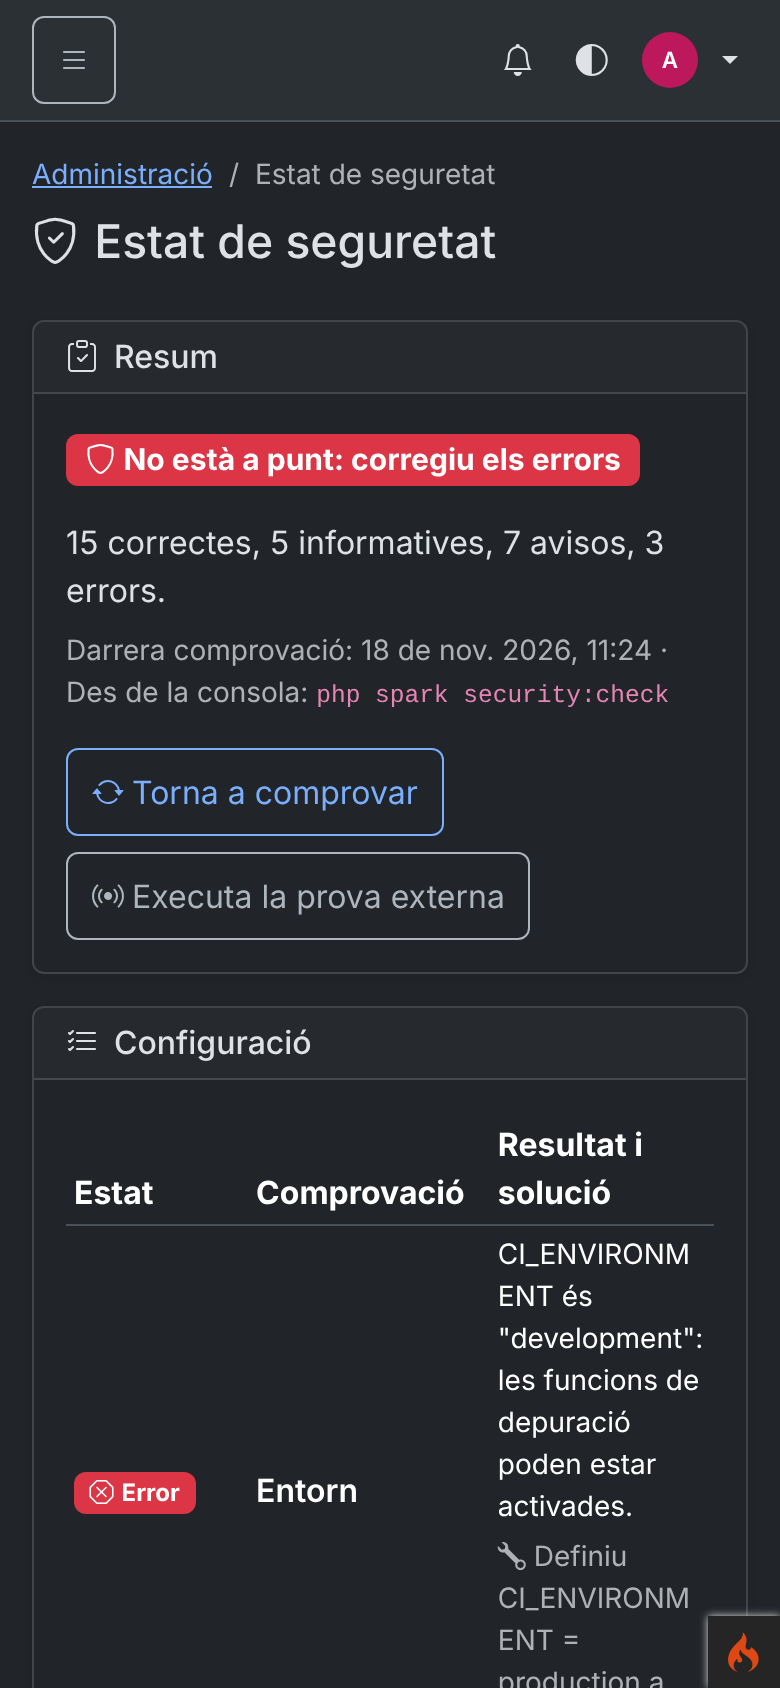 A
Administració / Estat de seguretat
Estat de seguretat
Resum
No està a punt: corregiu els errors
15 correctes, 5 informatives, 7 avisos, 3
errors.
Darrera comprovació: 18 de nov. 2026, 11:24 ·
Des de la consola: php spark security:check
Torna a comprovar
Executa la prova externa
Configuració
Resultat i
Estat Comprovació solució
CI_ENVIRONM
ENT és
"development":
les funcions de
depuració
poden estar
activades.
Error Entorn
Definiu
CI_ENVIRONM
ENT =
production a